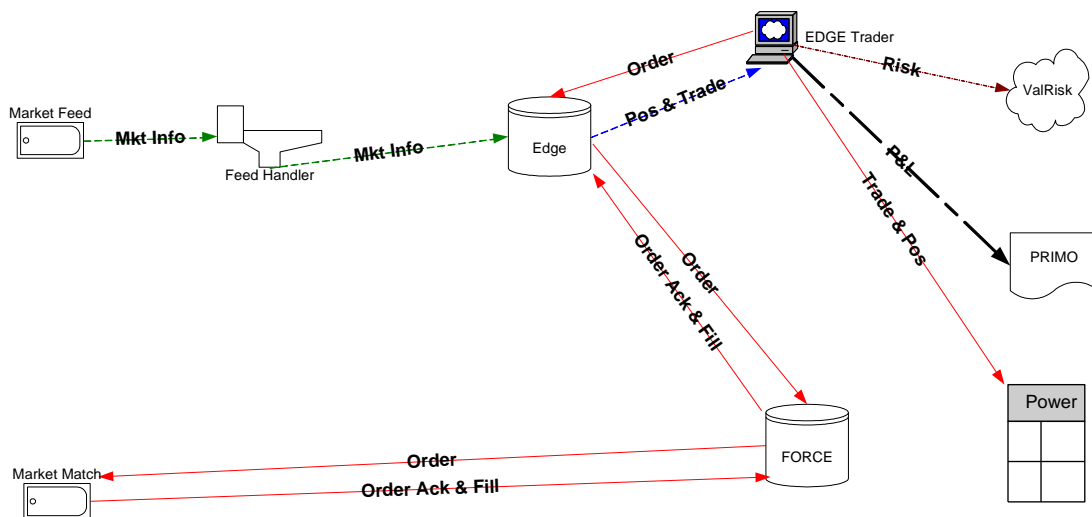 EDGE Trader
Order
Risk
ValRisk
Market Feed
Mkt Info
Pos & Trade
Edge
Mkt Info
Feed Handler
P&L
Trade & Pos
PRIMO
Order
Order Ack & Fill
Power
FORCE
Order
Market Match
Order Ack & Fill